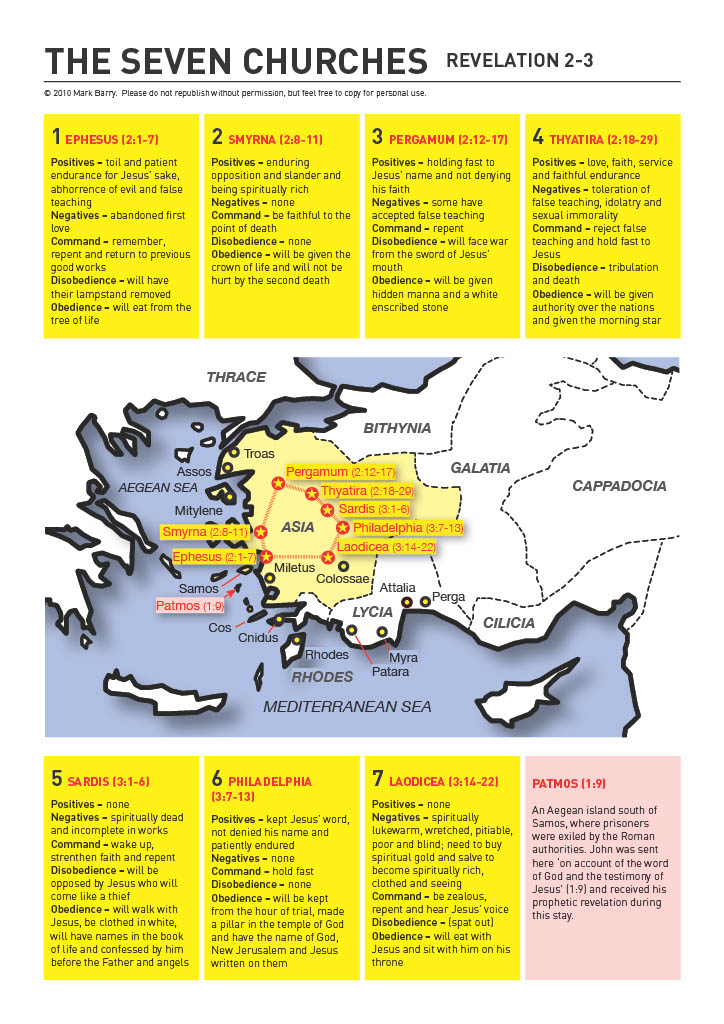 THE SEVEN CHURCHES REVELATION 2-3
© 2010 Mark Barry. Please do not republish without permission, but feel free to copy for personal use.
1 EPHESUS (2:1-7)
Positives – toil and patient
endurance for Jesus' sake,
abhorrence of evil and false
teaching
Negatives – abandoned first
love
Command – remember,
repent and return to previous
good works
Disobedience – will have
their lampstand removed
Obedience – will eat from the
tree of life
2 SMYRNA (2:8-11)
Positives – enduring
opposition and slander and
being spiritually rich
Negatives – none
Command – be faithful to the
point of death
Disobedience – none
Obedience – will be given the
crown of life and will not be
hurt by the second death
3 PERGAMUM (2:12-17)
Positives – holding fast to
Jesus' name and not denying
his faith
Negatives – some have
accepted false teaching
Command – repent
Disobedience – will face war
from the sword of Jesus'
mouth
Obedience – will be given
hidden manna and a white
enscribed stone
4 THYATIRA (2:18-29)
Positives – love, faith, service
and faithful endurance
Negatives – toleration of
false teaching, idolatry and
sexual immorality
Command – reject false
teaching and hold fast to
Jesus
Disobedience – tribulation
and death
Obedience – will be given
authority over the nations
and given the morning star
THRACE
BITHYNIA
GALATIA
CAPPADOCIA
Troas
Assos
AEGEAN SEA
Mitylene
Pergamum (2:12-17)
Thyatira (2:18-29)
Sardis (3:1-6)
ASIA
Philadelphia (3:7-13)
Smyrna (2:8-11)
Laodicea (3:14-22)
Ephesus (2:1-7)
Miletus
Colossae
Samos
Patmos (1:9)
Attalia
Perga
Cos
LYCIA
CILICIA
Cnidus
Rhodes
Myra
Patara
RHODES
MEDITERRANEAN SEA
5 SARDIS (3:1-6)
Positives – none
Negatives – spiritually dead
and incomplete in works
Command – wake up,
strenthen faith and repent
Disobedience – will be
opposed by Jesus who will
come like a thief
Obedience – will walk with
Jesus, be clothed in white,
will have names in the book
of life and confessed by him
before the Father and angels
6 PHILADELPHIA
(3:7-13)
Positives – kept Jesus' word,
not denied his name and
patiently endured
Negatives – none
Command – hold fast
Disobedience – none
Obedience – will be kept
from the hour of trial, made
a pillar in the temple of God
and have the name of God,
New Jerusalem and Jesus
written on them
7 LAODICEA (3:14-22)
Positives – none
Negatives – spiritually
lukewarm, wretched, pitiable,
poor and blind; need to buy
spiritual gold and salve to
become spiritually rich,
clothed and seeing
Command – be zealous,
repent and hear Jesus' voice
Disobedience – (spat out)
Obedience – will eat with
Jesus and sit with him on his
throne
PATMOS (1:9)
An Aegean island south of
Samos, where prisoners
were exiled by the Roman
authorities. John was sent
here 'on account of the word
of God and the testimony of
Jesus' (1:9) and received his
prophetic revelation during
this stay.